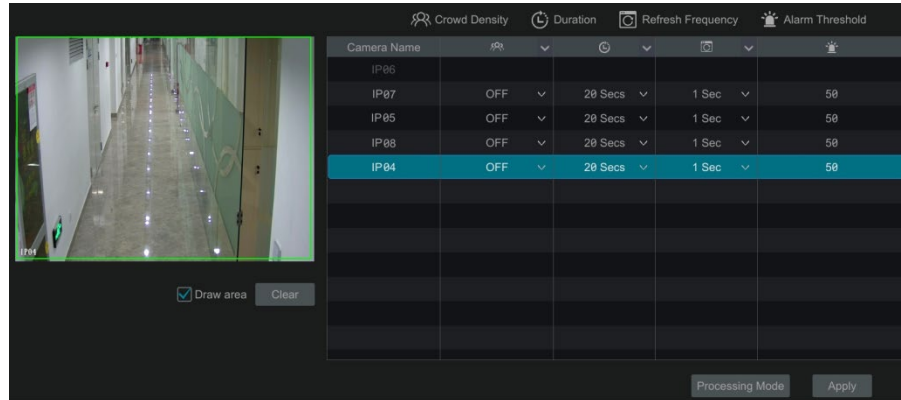 Crowd Density Duration Refresh Frequency Alarm Threshold
Camera Name
IP06
IP07 OFF 20 Secs 1 Sec 50
IP05 OFF 20 Secs 1 Sec 50
IP08 OFF 20 Secs 1 Sec 50
IP04 OFF 20 Secs 1 Sec 50
IP04
Draw area Clear
Processing Mode Apply